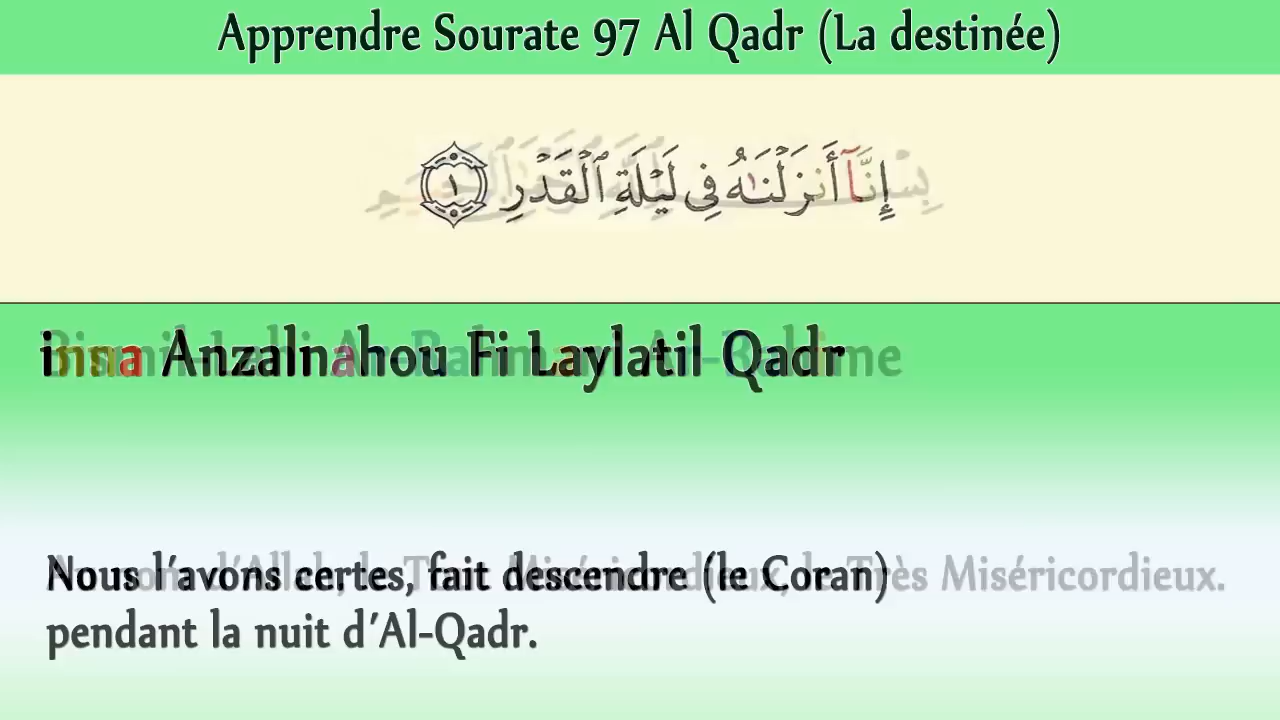 Apprendre Sourate 97 Al Qadr (La destinée)
إِنَّآ أَنزَلْنَٰهُ فِى لَيْلَةِ ٱلْقَدْرِ ١
inna Anzalnahou Fi Laylatil Qadr
Nous l'avons certes, fait descendre (le Coran)
pendant la nuit d'Al-Qadr.